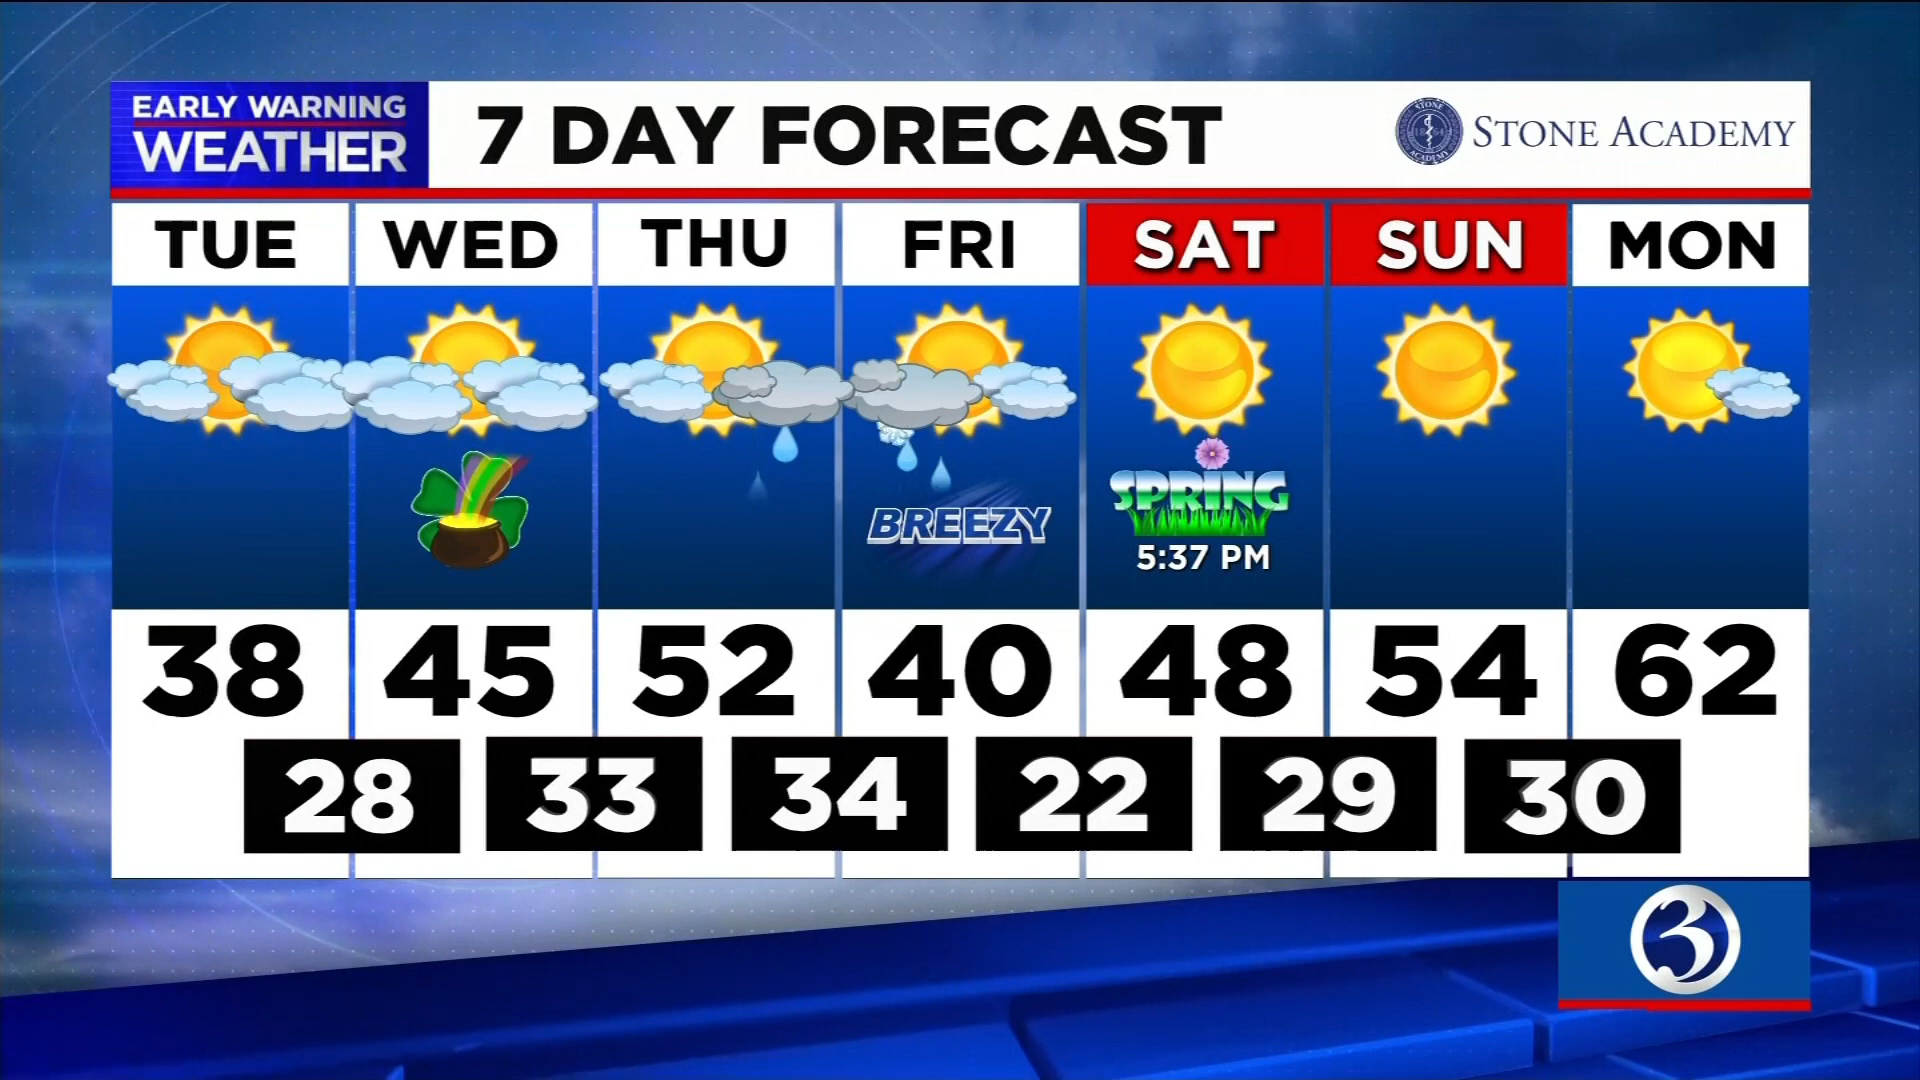 EARLY WARNING
WEATHER
7 DAY FORECAST
STONE ACADEMY
TUE WED THU FRI SAT SUN MON
BREEZY
SPRING
5:37 PM
38 45 52 40 48 54 62
28 33 34 22 29 30
3